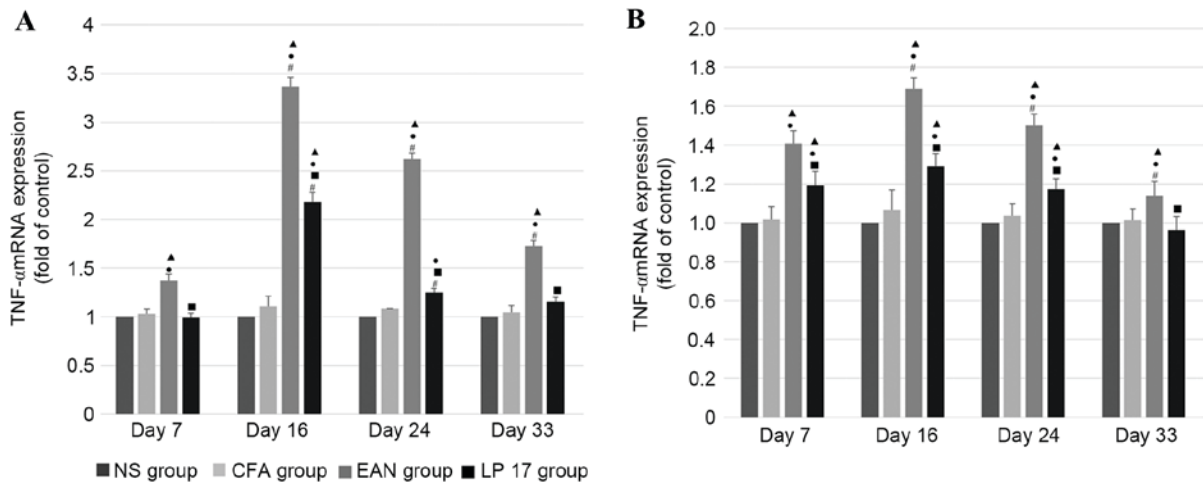 A
TNF-αmRNA expression
(fold of control)
4
3.5
3
2.5
2
1.5
1
0.5
0
Day 7 Day 16 Day 24 Day 33
B
TNF-αmRNA expression
(fold of control)
2.0
1.8
1.6
1.4
1.2
1.0
0.8
0.6
0.4
0.2
0
Day 7 Day 16 Day 24 Day 33
NS group CFA group EAN group LP 17 group